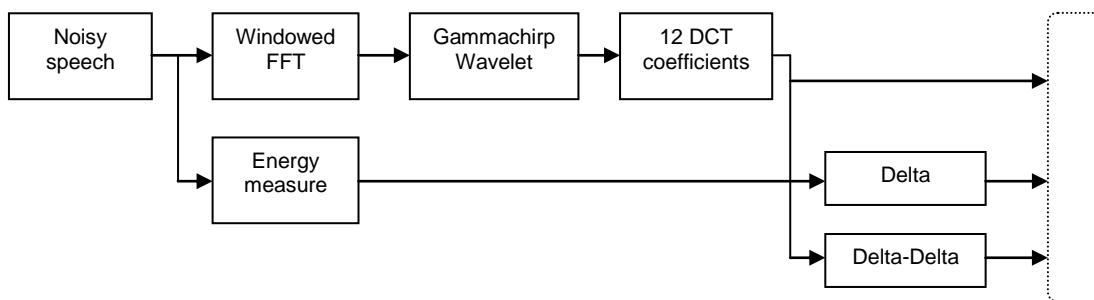 Noisy
speech
Windowed
FFT
Gammachirp
Wavelet
12 DCT
coefficients
Energy
measure
Delta
Delta-Delta